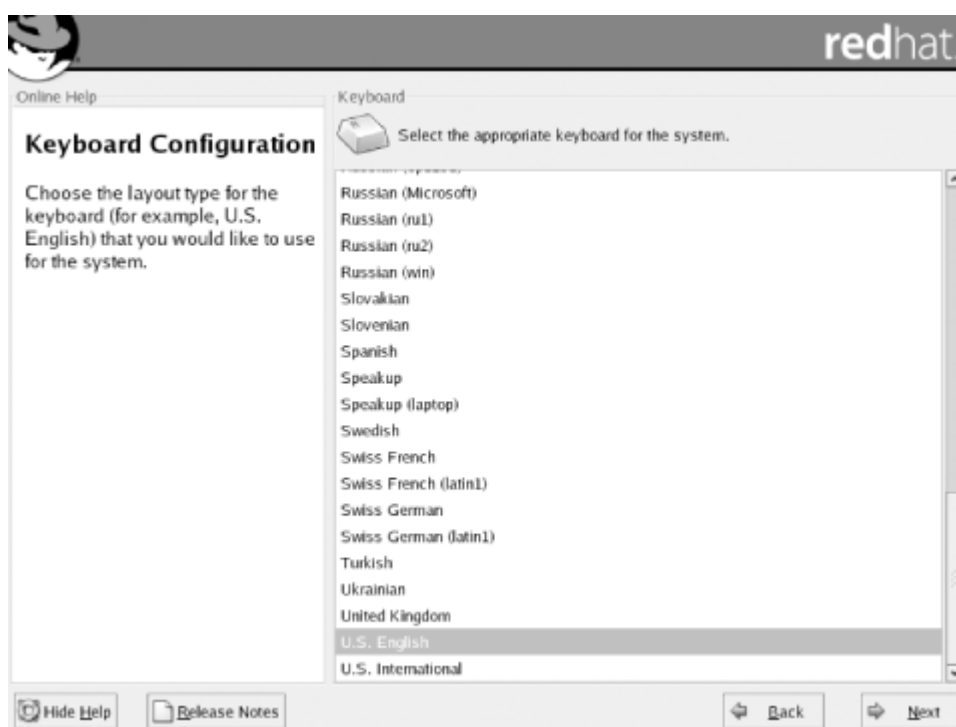 redhat.
Online Help
Keyboard Configuration
Choose the layout type for the
keyboard (for example, U.S.
English) that you would like to use
for the system.
Keyboard
Select the appropriate keyboard for the system.
Russian (Microsoft)
Russian (ru1)
Russian (ru2)
Russian (win)
Slovakian
Slovenian
Spanish
Speakup
Speakup (laptop)
Swedish
Swiss French
Swiss French (latin1)
Swiss German
Swiss German (latin1)
Turkish
Ukrainian
United Kingdom
U.S. English
U.S. International
Hide Help
Release Notes
Back
Next